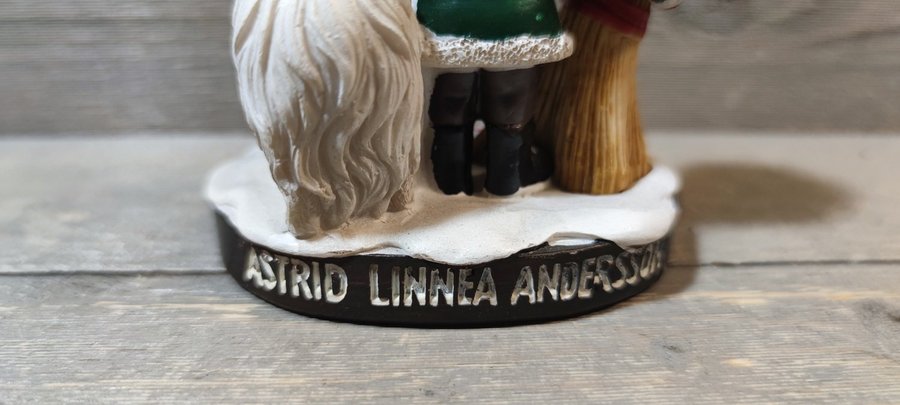 ASTRID LINNEA ANDERSSON